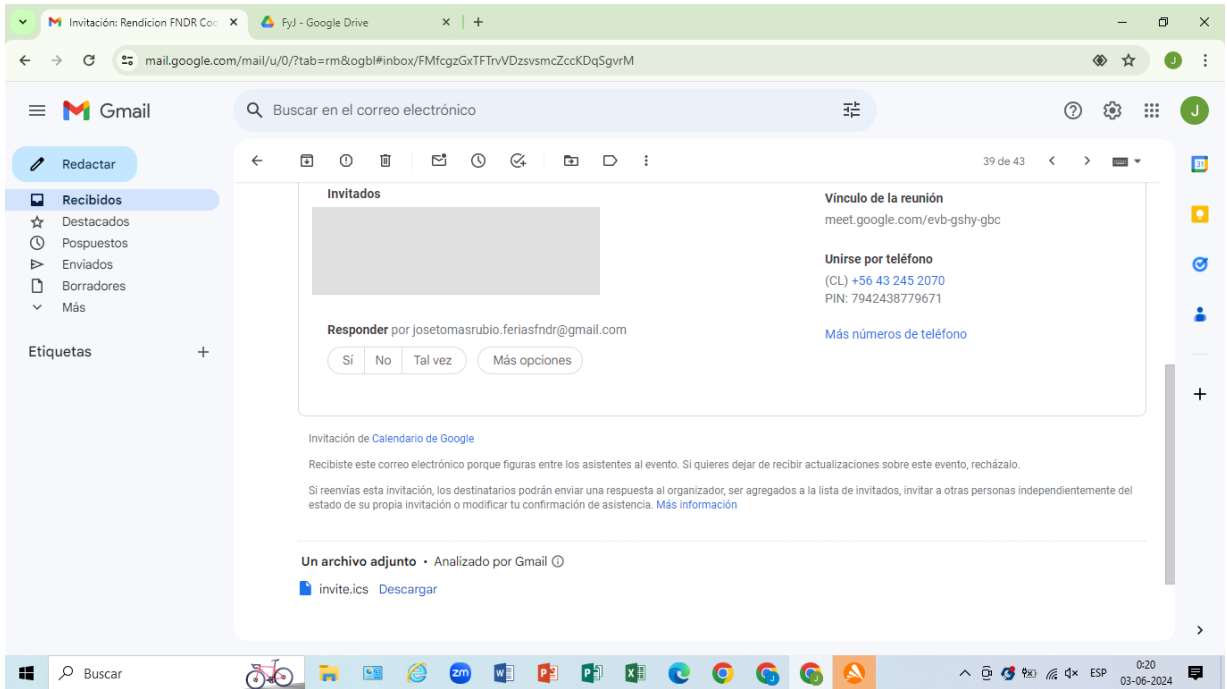 Invitación: Rendicion FNDR Coo
FyJ - Google Drive
mail.google.com/mail/u/0/?tab=rm&ogbl#inbox/FMfcgzGxTFTrvVDzsvsmcZccKDqSgvrM
J
Gmail
Buscar en el correo electrónico
J
Redactar
39 de 43
31
Recibidos
Destacados
Pospuestos
Enviados
Borradores
Más
Etiquetas
Invitados
Vínculo de la reunión
meet.google.com/evb-gshy-gbc
Unirse por teléfono
(CL) +56 43 245 2070
PIN: 7942438779671
Más números de teléfono
Responder por josetomasrubio.feriasfndr@gmail.com
Sí No Tal vez Más opciones
Invitación de Calendario de Google
Recibiste este correo electrónico porque figuras entre los asistentes al evento. Si quieres dejar de recibir actualizaciones sobre este evento, recházalo.
Si reenvías esta invitación, los destinatarios podrán enviar una respuesta al organizador, ser agregados a la lista de invitados, invitar a otras personas independientemente del
estado de su propia invitación o modificar tu confirmación de asistencia. Más información
Un archivo adjunto • Analizado por Gmail
invite.ics Descargar
Buscar
zm
ESP
0:20
03-06-2024